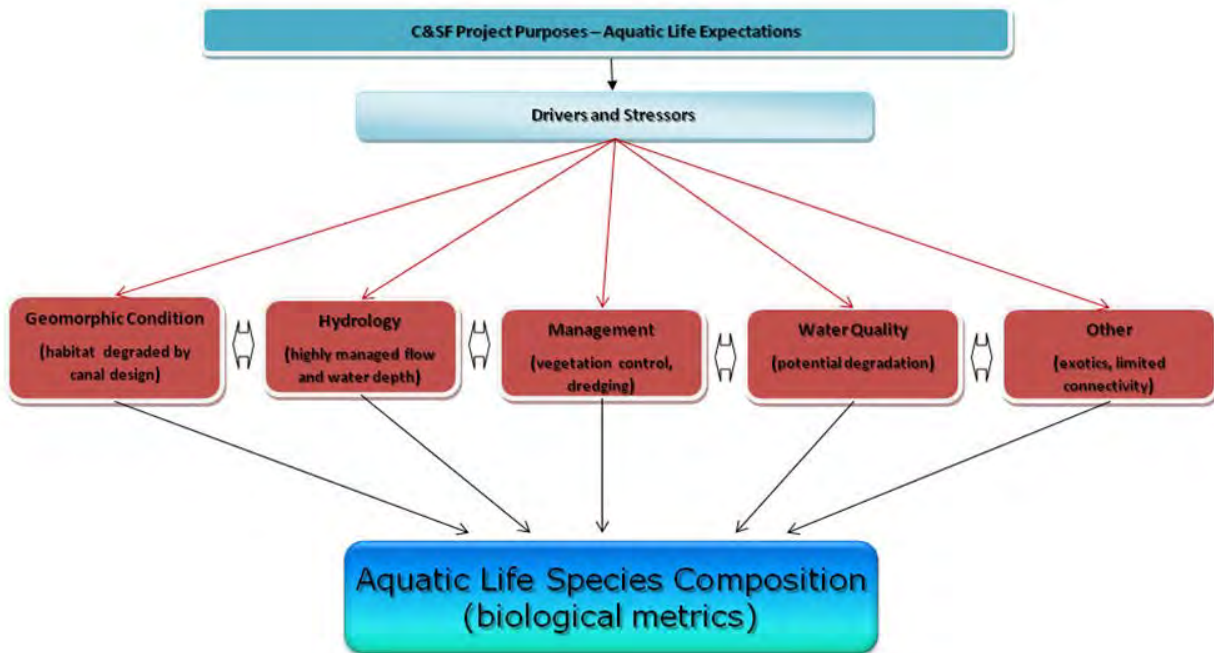 C&SF Project Purposes – Aquatic Life Expectations
Drivers and Stressors
Geomorphic Condition
(habitat degraded by
canal design)
Hydrology
(highly managed flow
and water depth)
Management
(vegetation control,
dredging)
Water Quality
(potential degradation)
Other
(exotics, limited
connectivity)
Aquatic Life Species Composition
(biological metrics)